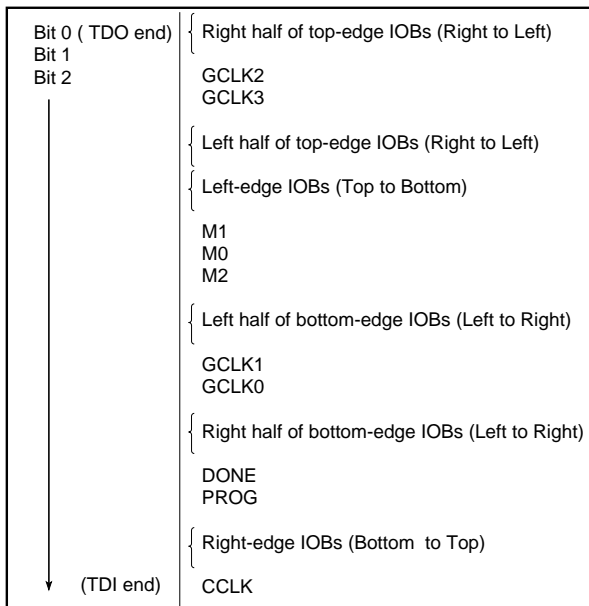 Bit 0 ( TDO end)
Bit 1
Bit 2
Right half of top-edge IOBs (Right to Left)
GCLK2
GCLK3
Left half of top-edge IOBs (Right to Left)
Left-edge IOBs (Top to Bottom)
M1
M0
M2
Left half of bottom-edge IOBs (Left to Right)
GCLK1
GCLK0
Right half of bottom-edge IOBs (Left to Right)
DONE
PROG
Right-edge IOBs (Bottom to Top)
(TDI end)
CCLK